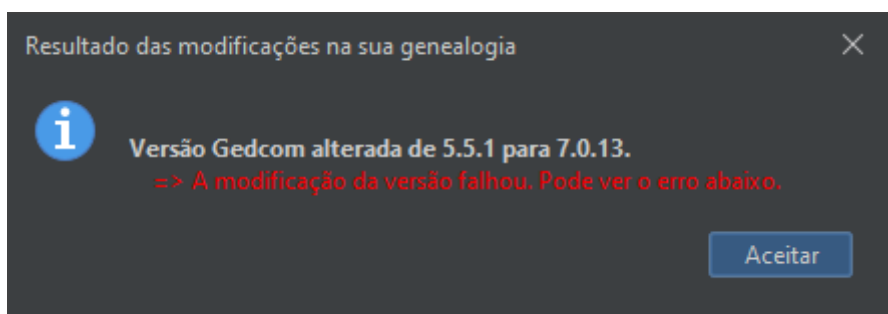 Resultado das modificações na sua genealogia
Versão Gedcom alterada de 5.5.1 para 7.0.13.
=> A modificação da versão falhou. Pode ver o erro abaixo.
Aceitar